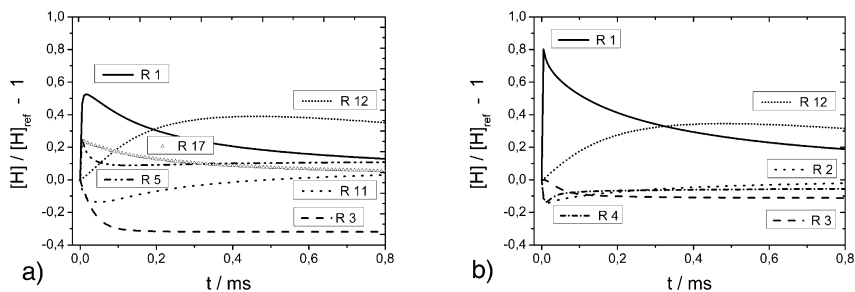 1,0
0,8
0,6
0,4
0,2
0,0
-0,2
-0,4
[H] / [H]ref - 1
R 1
R 12
R 17
R 5
R 11
R 3
0,0 0,2 0,4 0,6 0,8
t / ms
a)
1,0
0,8
0,6
0,4
0,2
0,0
-0,2
-0,4
[H] / [H]ref - 1
R 1
R 12
R 2
R 4
R 3
0,0 0,2 0,4 0,6 0,8
t / ms
b)